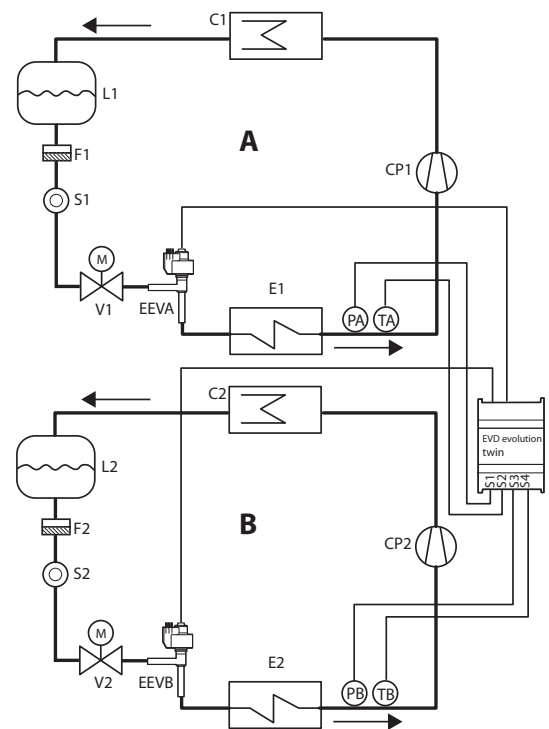 C1
L1
A
F1
CP1
S1
M
E1
V1
EEVA
PA
TA
C2
EVD evolution
twin
L2
S1
S2
S3
S4
B
F2
CP2
S2
M
E2
V2
EEVB
PB
TB